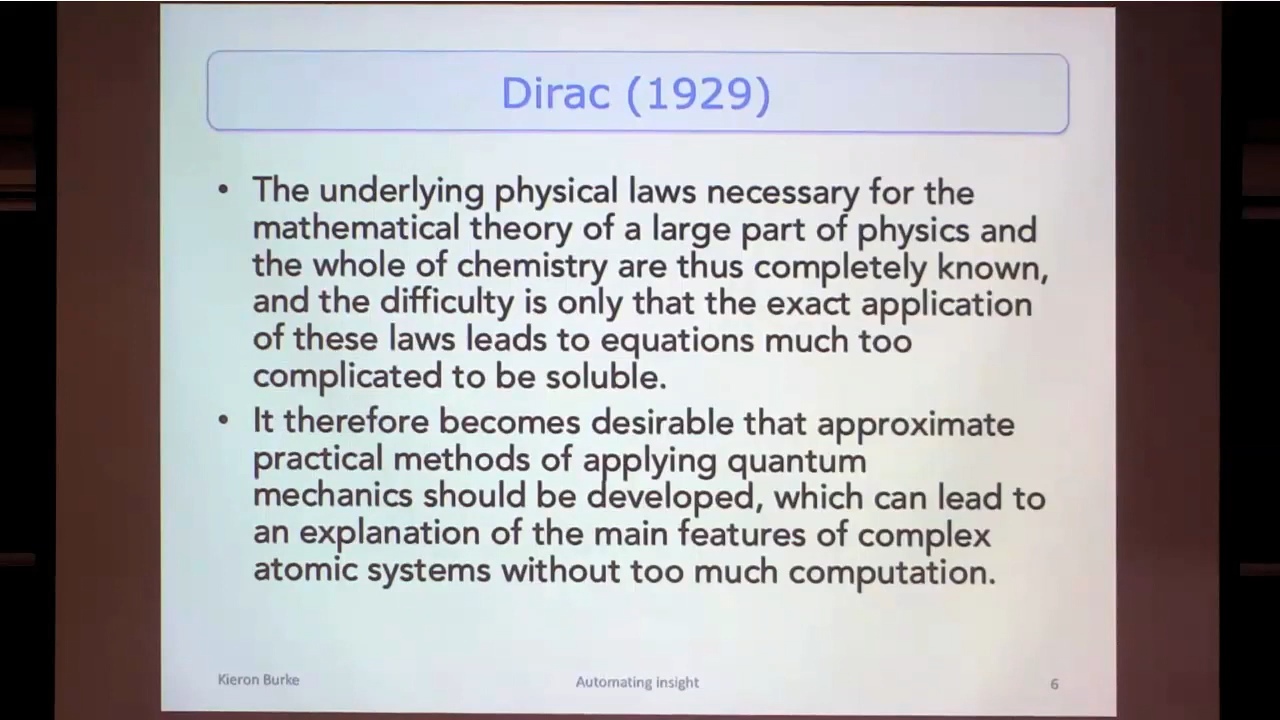 Dirac (1929)
• The underlying physical laws necessary for the
mathematical theory of a large part of physics and
the whole of chemistry are thus completely known,
and the difficulty is only that the exact application
of these laws leads to equations much too
complicated to be soluble.
• It therefore becomes desirable that approximate
practical methods of applying quantum
mechanics should be developed, which can lead to
an explanation of the main features of complex
atomic systems without too much computation.
Kieron Burke
Automating insight
6